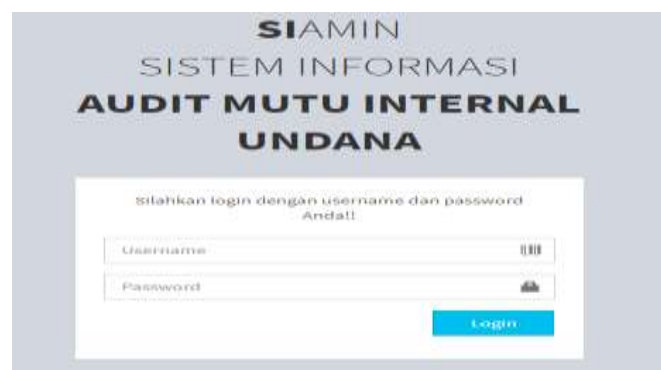 SIAMIN
SISTEM INFORMASI
AUDIT MUTU INTERNAL
UNDANA
Silahkan login dengan username dan password
Anda!!
Username
Password
Login